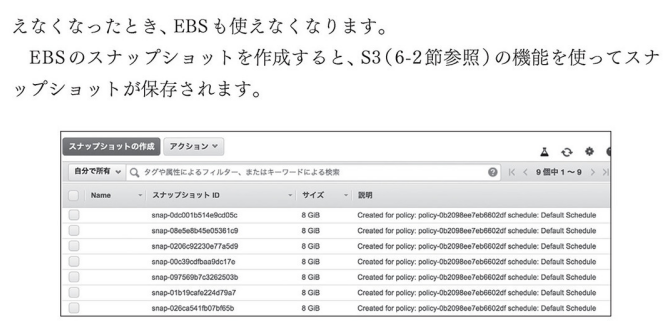 えなくなったとき、EBSも使えなくなります。
EBSのスナップショットを作成すると、S3（6-2節参照）の機能を使ってスナ
ップショットが保存されます。
スナップショットの作成 アクション
自分で所有 タグや属性によるフィルター、またはキーワードによる検索 9 個中 1 ～ 9
Name スナップショット ID サイズ 説明
snap-0dc001b514e9cd05c 8 GiB Created for policy: policy-0b2098ee7eb6602df schedule: Default Schedule
snap-08e5e8b45e05361c9 8 GiB Created for policy: policy-0b2098ee7eb6602df schedule: Default Schedule
snap-0206c92230e77a5d9 8 GiB Created for policy: policy-0b2098ee7eb6602df schedule: Default Schedule
snap-00c39cdfbaa9dc17e 8 GiB Created for policy: policy-0b2098ee7eb6602df schedule: Default Schedule
snap-097569b7c3262503b 8 GiB Created for policy: policy-0b2098ee7eb6602df schedule: Default Schedule
snap-01b19cafe224d79a7 8 GiB Created for policy: policy-0b2098ee7eb6602df schedule: Default Schedule
snap-026ca541fb07bf65b 8 GiB Created for policy: policy-0b2098ee7eb6602df schedule: Default Schedule